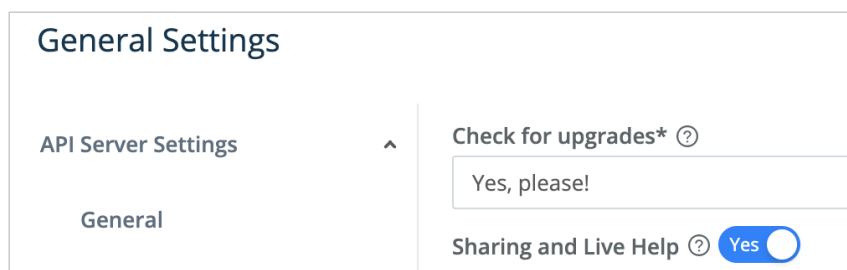 General Settings
API Server Settings
General
Check for upgrades*
Yes, please!
Sharing and Live Help
Yes